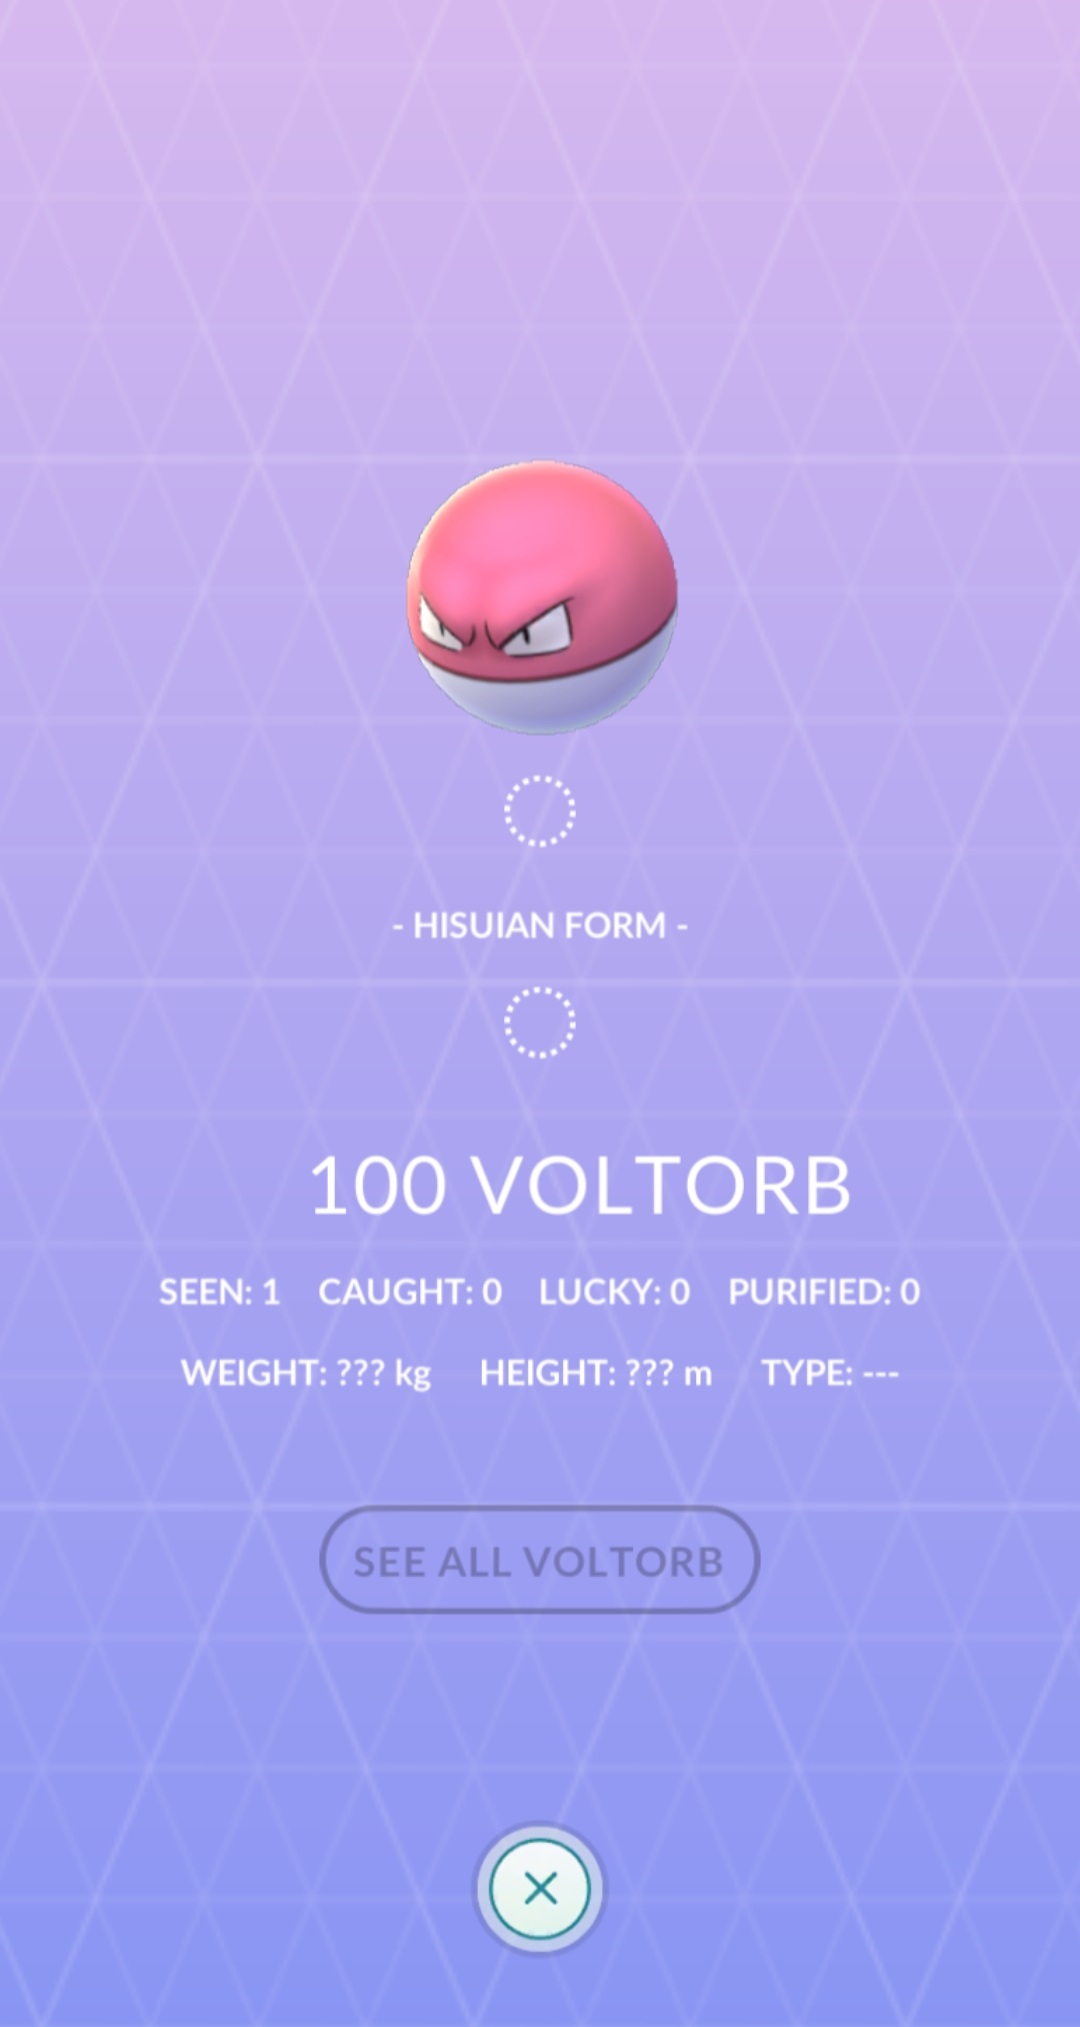 - HISUIAN FORM -
100 VOLTORB
SEEN: 1 CAUGHT: 0 LUCKY: 0 PURIFIED: 0
WEIGHT: ??? kg HEIGHT: ??? m TYPE: ---
SEE ALL VOLTORB